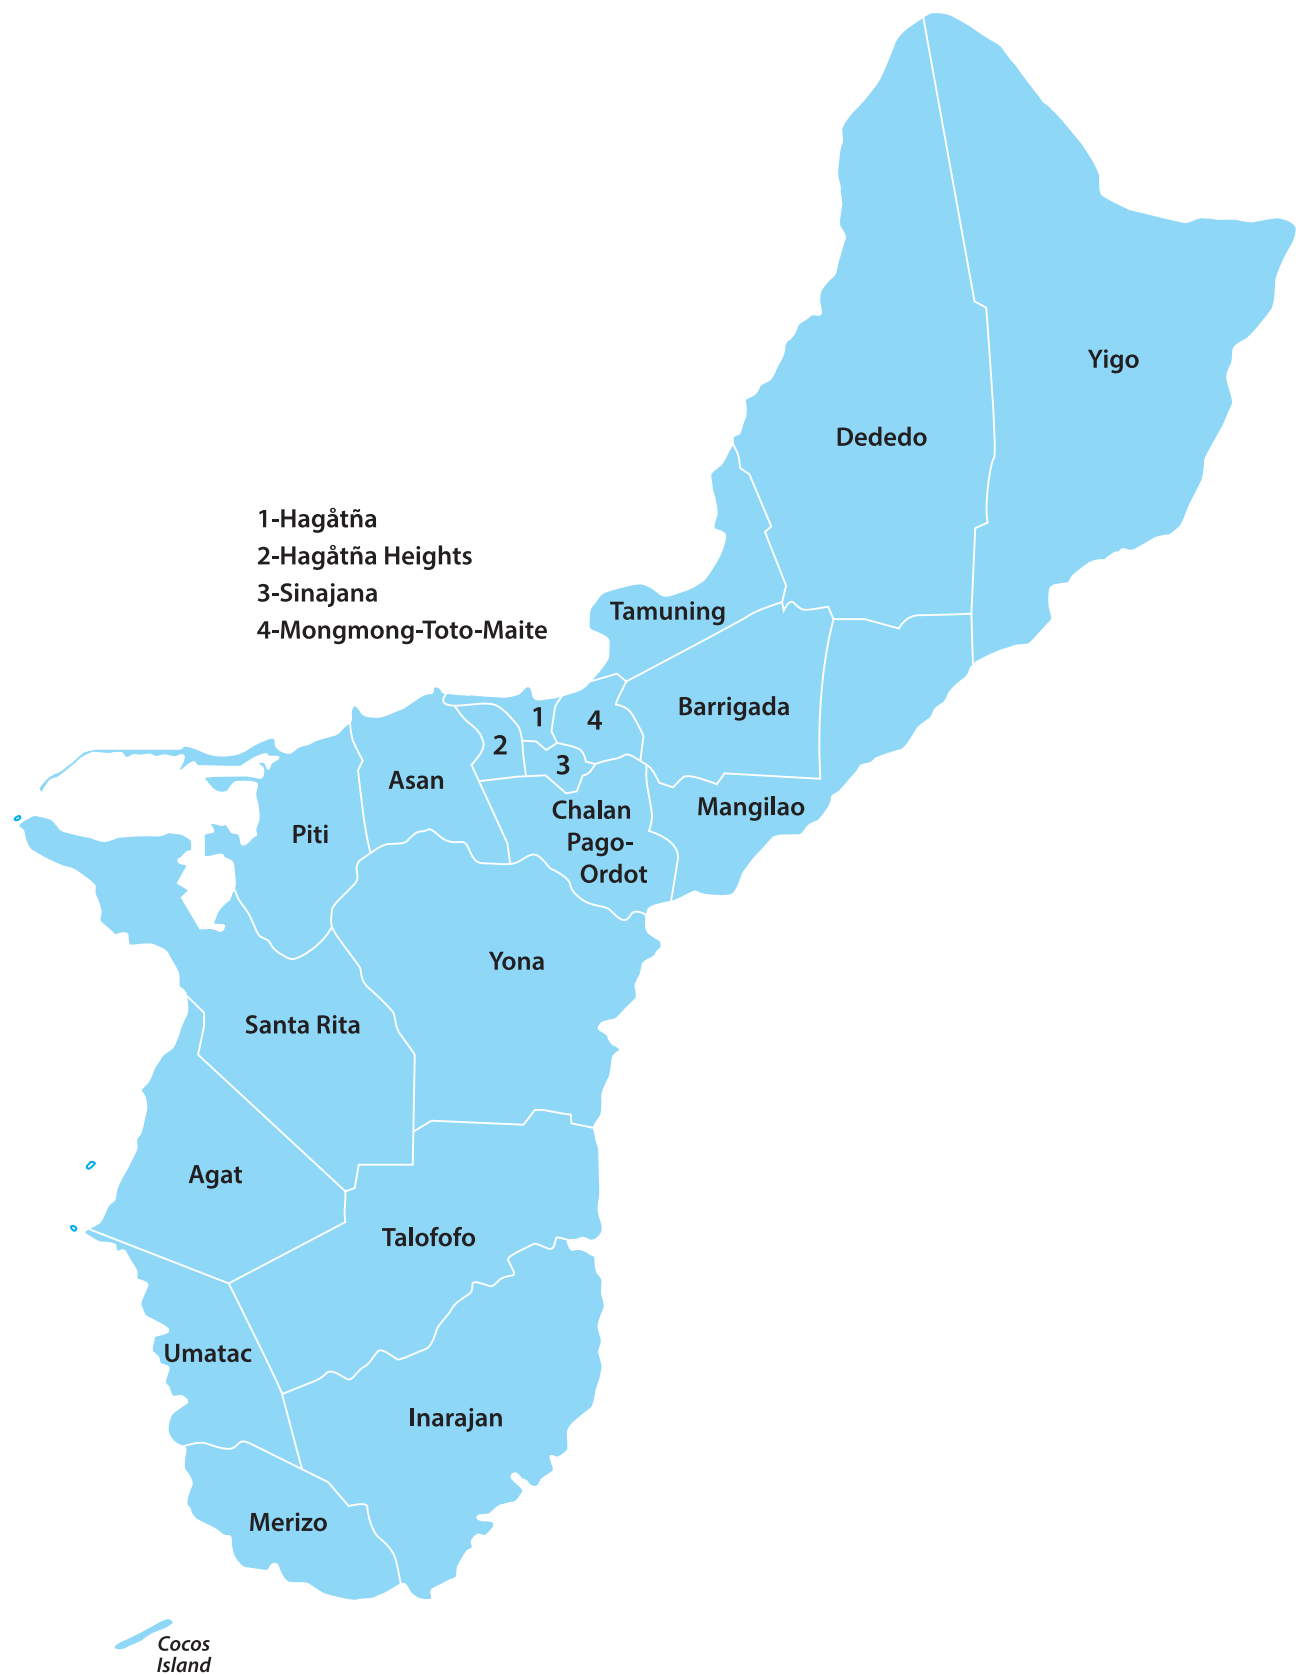 Yigo
Dededo
1-Hagåtña
2-Hagåtña Heights
3-Sinajana
4-Mongmong-Toto-Maite
Tamuning
Barrigada
1
4
2
3
Asan
Mangilao
Chalan
Pago-
Ordot
Piti
Yona
Santa Rita
Agat
Talofofo
Umatac
Inarajan
Merizo
Cocos
Island